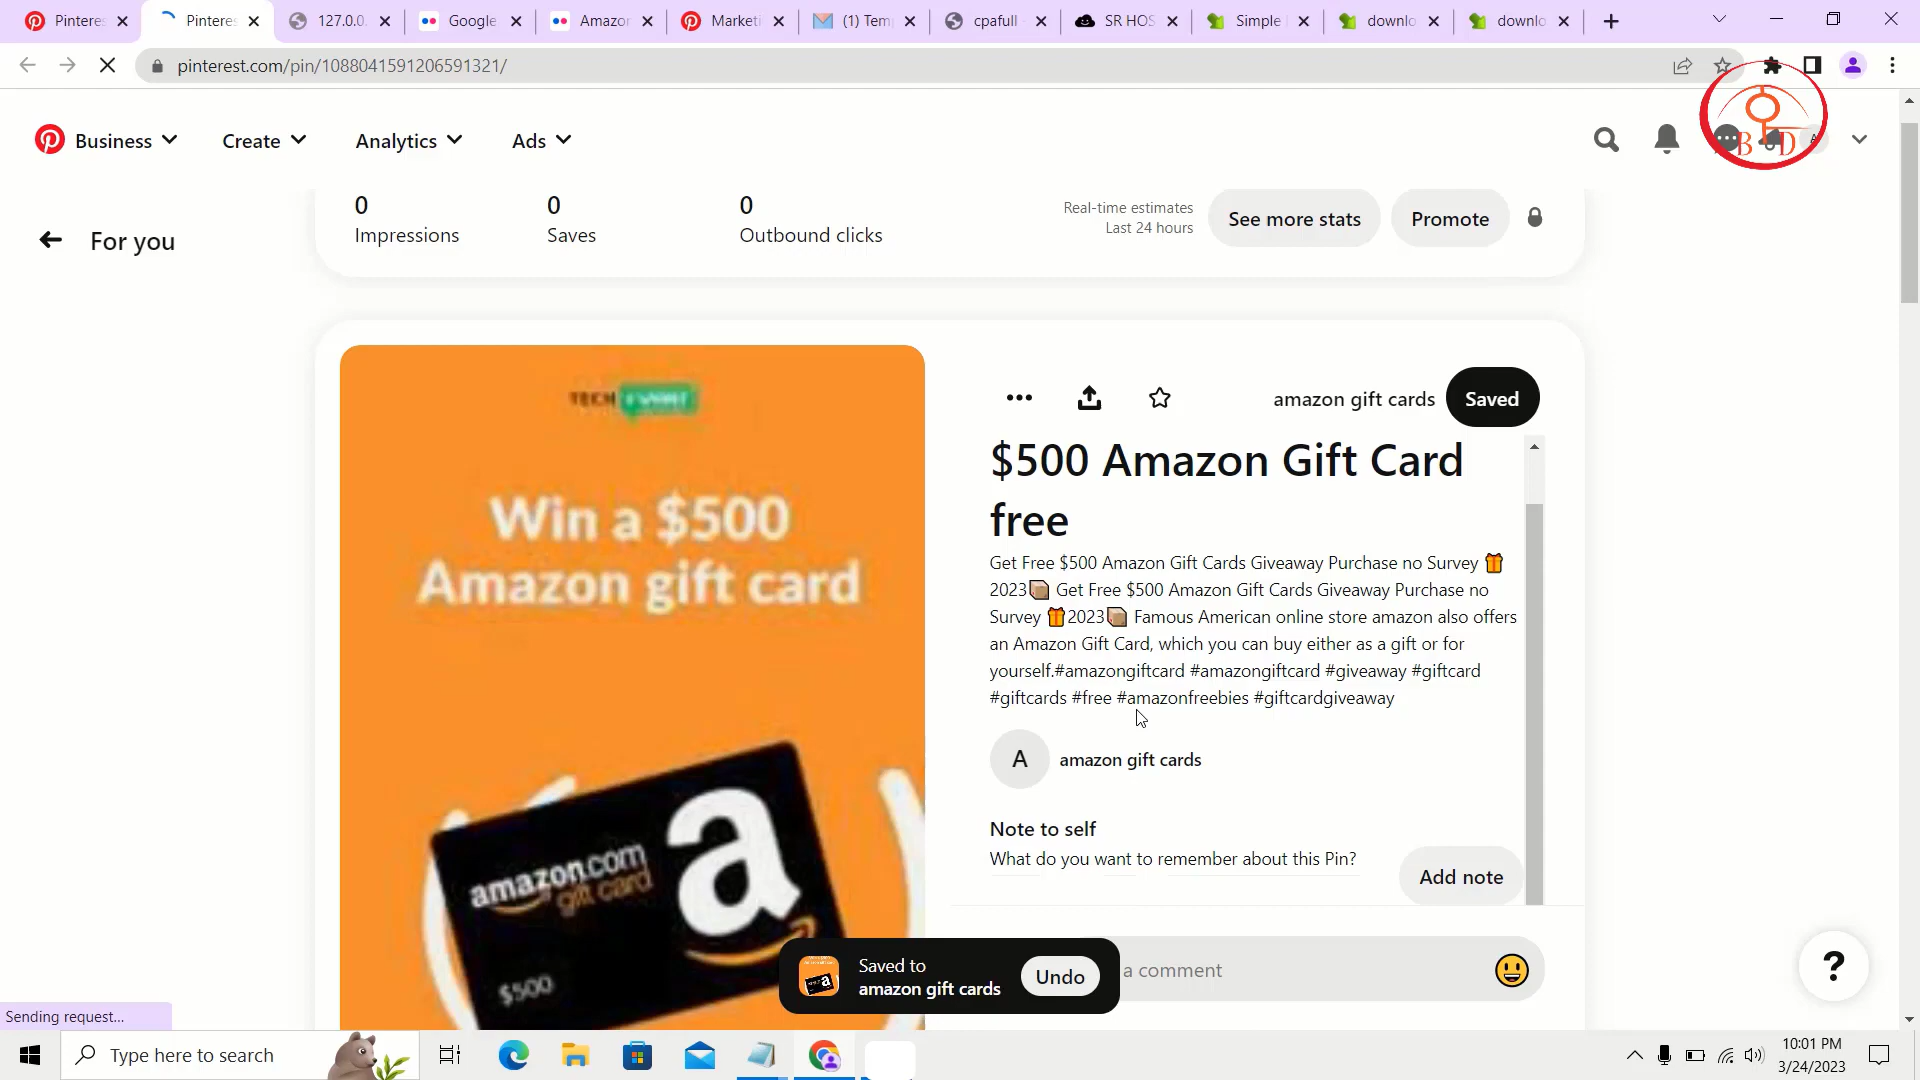 Pinteres
Pinteres
127.0.0.
Google
Amazon
Marketi
(1) Tem
cpafull
SR HOS
Simple
downlo
downlo
pinterest.com/pin/1088041591206591321/
Business
Create
Analytics
Ads
B D
For you
0
Impressions
0
Saves
0
Outbound clicks
Real-time estimates
Last 24 hours
See more stats
Promote
TECH
Win a $500
Amazon gift card
amazon.com
gift card
a
$500
amazon gift cards
Saved
$500 Amazon Gift Card
free
Get Free $500 Amazon Gift Cards Giveaway Purchase no Survey 🎁
2023📦 Get Free $500 Amazon Gift Cards Giveaway Purchase no
Survey 🎁2023📦 Famous American online store amazon also offers
an Amazon Gift Card, which you can buy either as a gift or for
yourself.#amazongiftcard #amazongiftcard #giveaway #giftcard
#giftcards #free #amazonfreebies #giftcardgiveaway
A
amazon gift cards
Note to self
What do you want to remember about this Pin?
Add note
Saved to
amazon gift cards
Undo
a comment
?
Sending request...
Type here to search
10:01 PM
3/24/2023